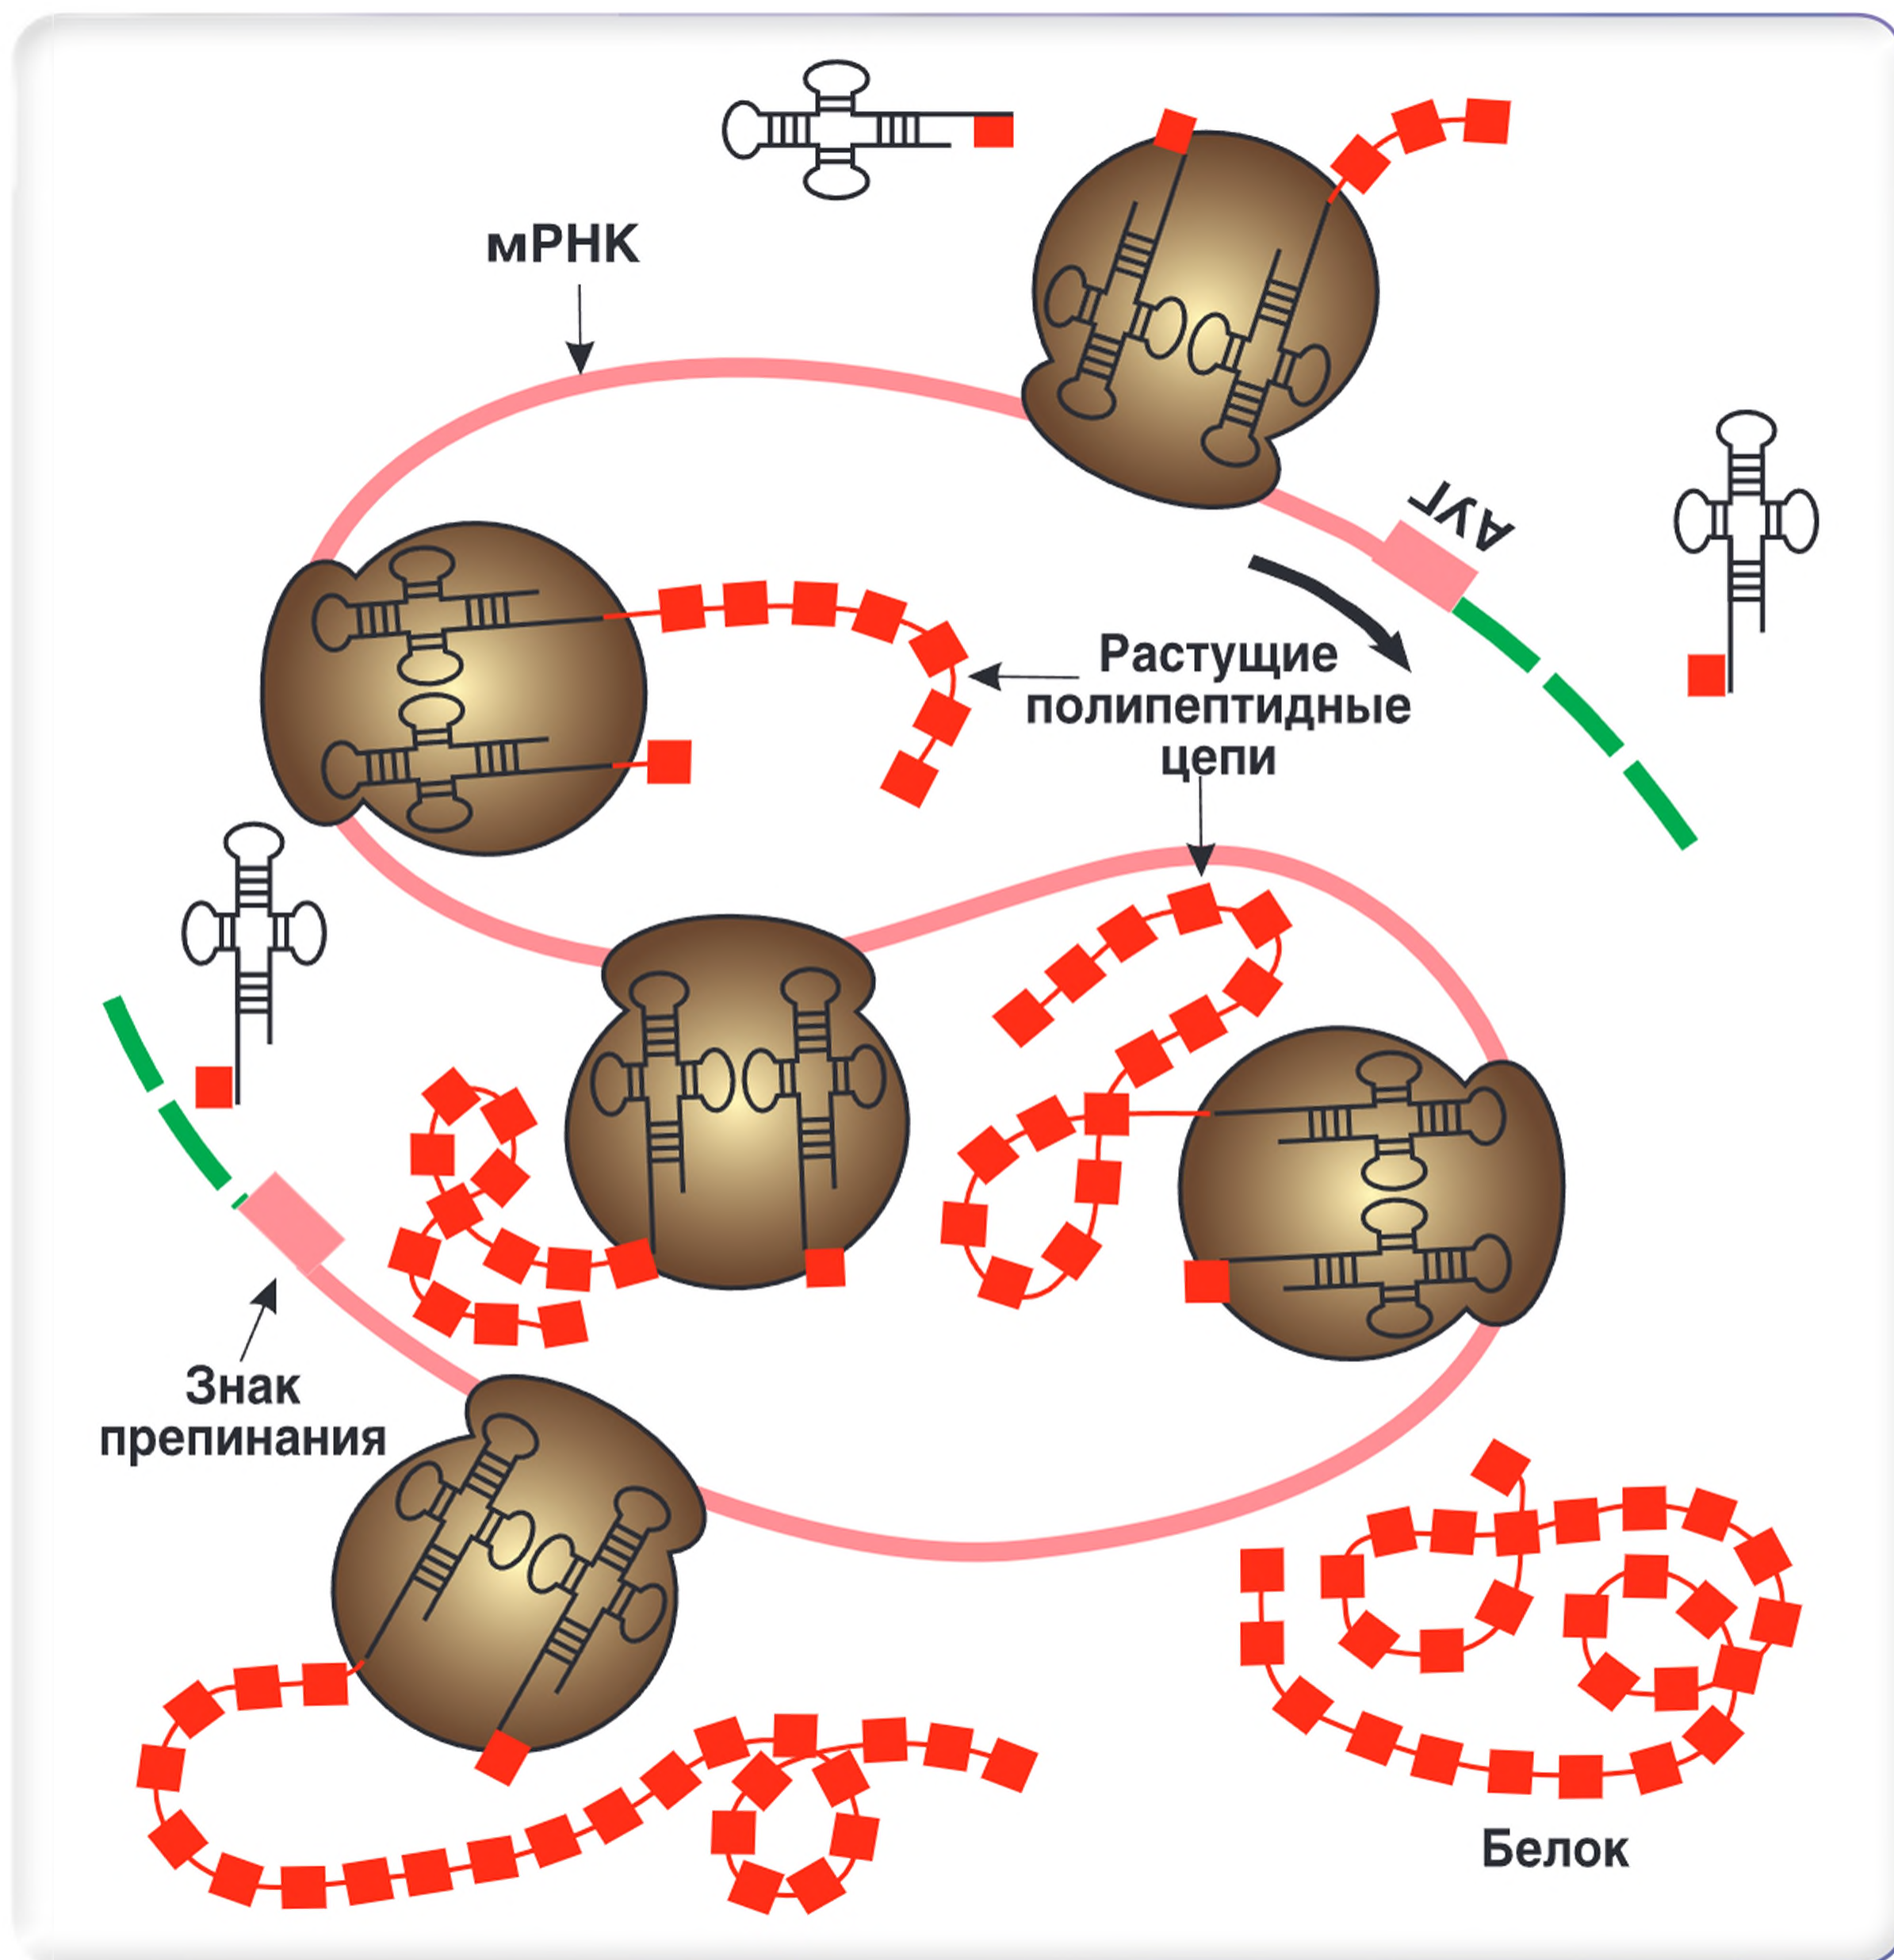 мРНК
АУГ
Растущие
полипептидные
цепи
Знак
препинания
Белок